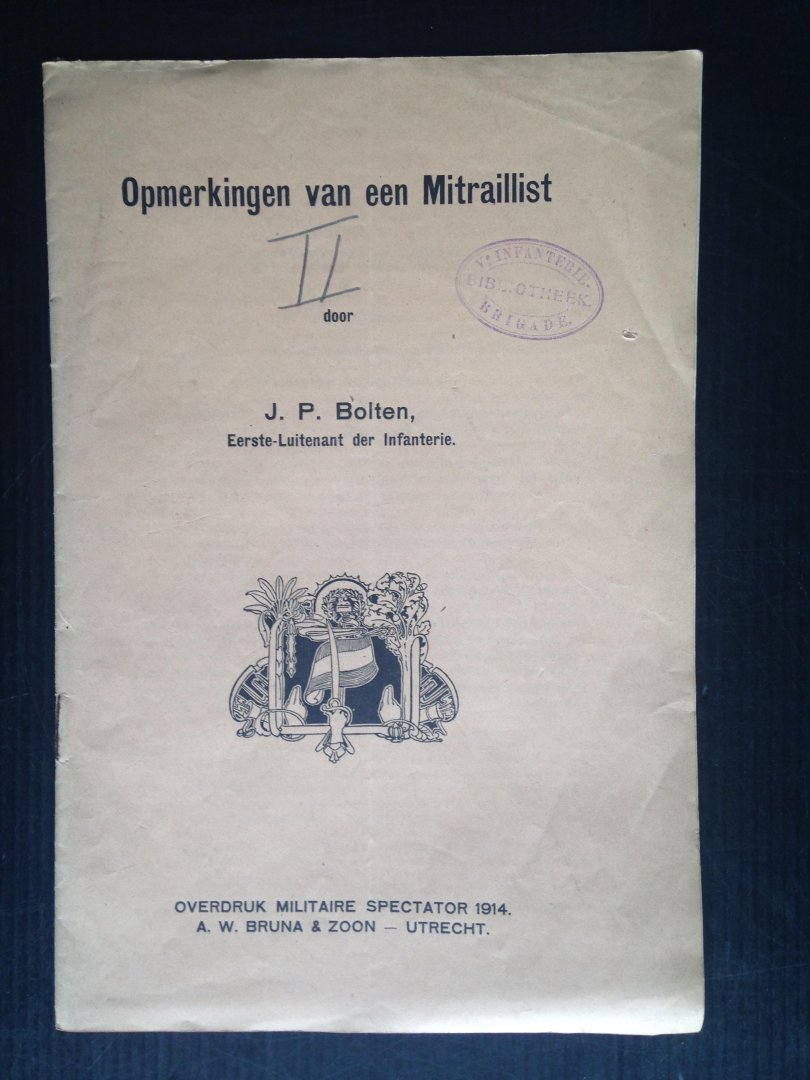 Opmerkingen van een Mitraillist
II
door
Ve INFANTERIE-
BIBLIOTHEEK.
BRIGADE.
J. P. Bolten,
Eerste-Luitenant der Infanterie.
OVERDRUK MILITAIRE SPECTATOR 1914.
A. W. BRUNA & ZOON — UTRECHT.